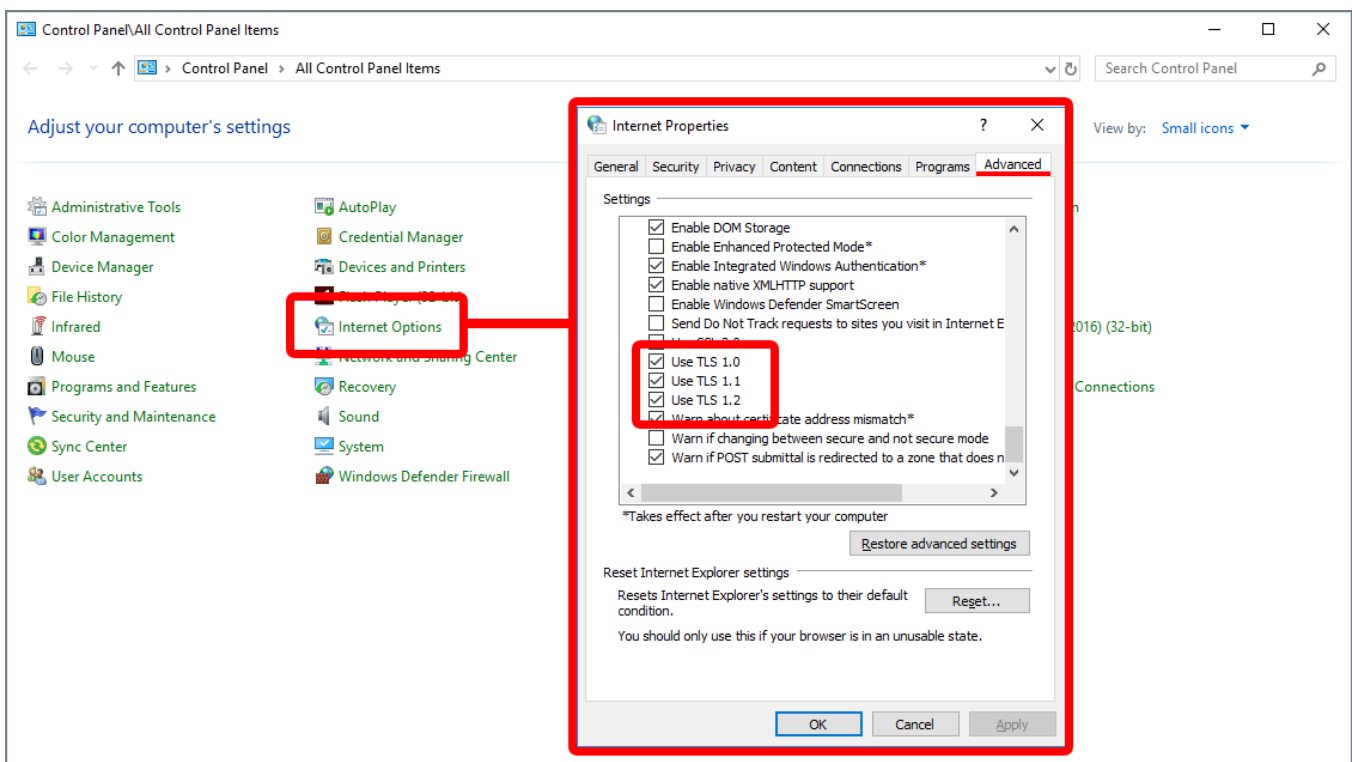 Control Panel\All Control Panel Items
Control Panel > All Control Panel Items
Search Control Panel
Adjust your computer's settings
View by: Small icons
Administrative Tools
AutoPlay
Color Management
Credential Manager
Device Manager
Devices and Printers
File History
Infrared
Internet Options
2016) (32-bit)
Mouse
Network and Sharing Center
Programs and Features
Recovery
Connections
Security and Maintenance
Sound
Sync Center
System
User Accounts
Windows Defender Firewall
Internet Properties
?
General Security Privacy Content Connections Programs Advanced
Settings
Enable DOM Storage
Enable Enhanced Protected Mode*
Enable Integrated Windows Authentication*
Enable native XMLHTTP support
Enable Windows Defender SmartScreen
Send Do Not Track requests to sites you visit in Internet E
Use TLS 1.0
Use TLS 1.1
Use TLS 1.2
Warn about certificate address mismatch*
Warn if changing between secure and not secure mode
Warn if POST submittal is redirected to a zone that does n
*Takes effect after you restart your computer
Restore advanced settings
Reset Internet Explorer settings
Resets Internet Explorer's settings to their default
condition.
Reset...
You should only use this if your browser is in an unusable state.
OK Cancel Apply